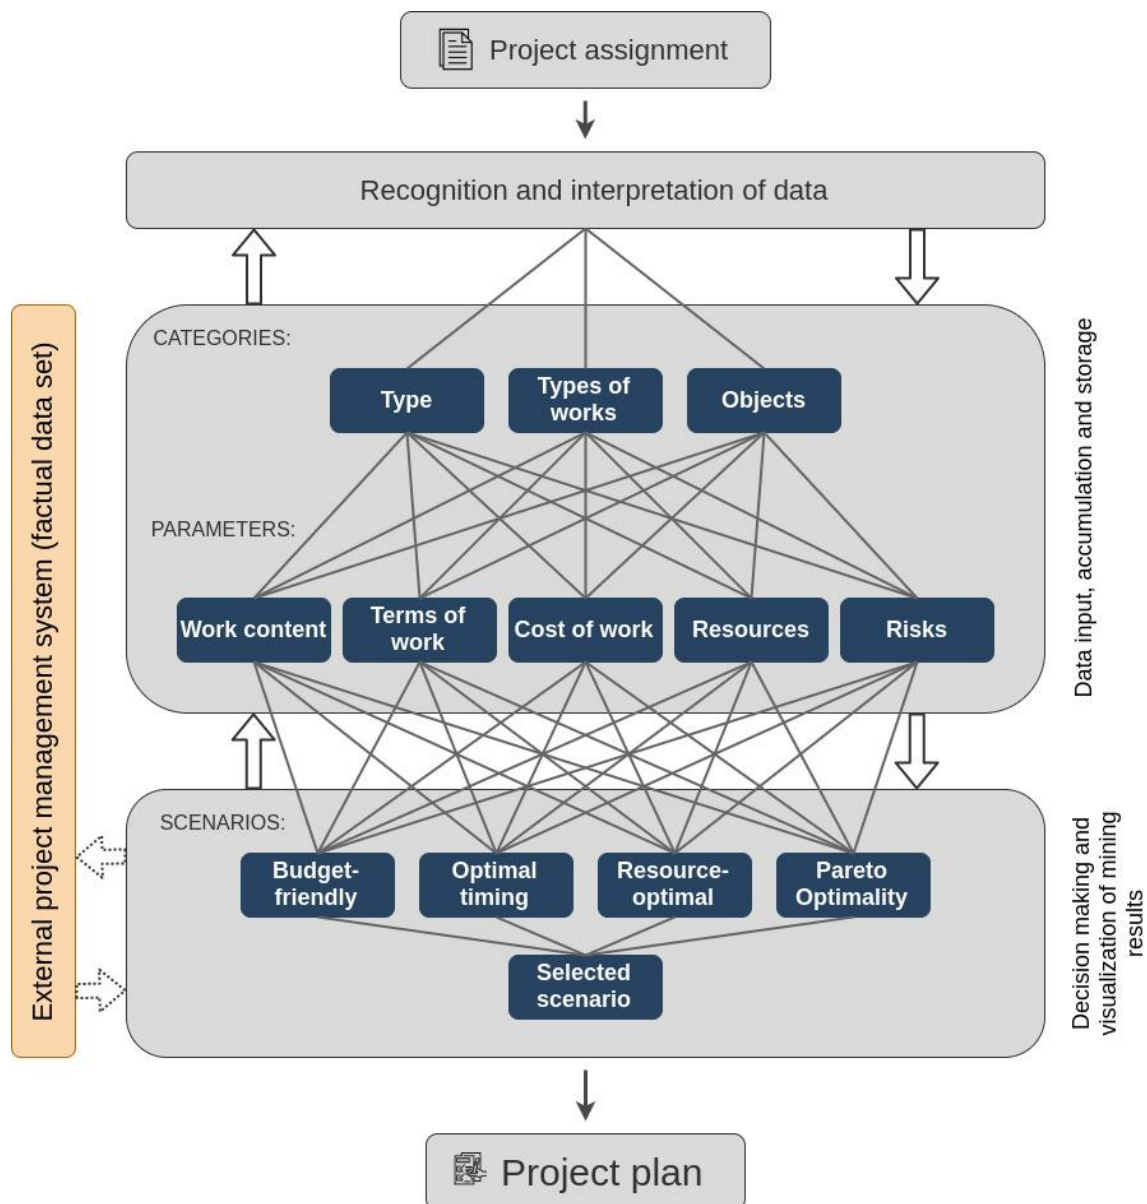 Project assignment
Recognition and interpretation of data
CATEGORIES:
Type
Types of
works
Objects
PARAMETERS:
Work content
Terms of
work
Cost of work
Resources
Risks
SCENARIOS:
Budget-
friendly
Optimal
timing
Resource-
optimal
Pareto
Optimality
Selected
scenario
Project plan
External project management system (factual data set)
Data input, accumulation and storage
Decision making and
visualization of mining
results